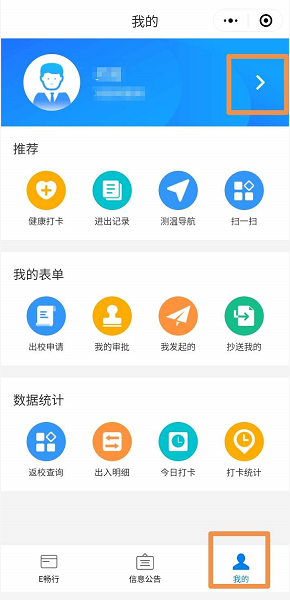 我的
推荐
健康打卡 进出记录 测温导航 扫一扫
我的表单
出校申请 我的审批 我发起的 抄送我的
数据统计
返校查询 出入明细 今日打卡 打卡统计
E畅行 信息公告 我的